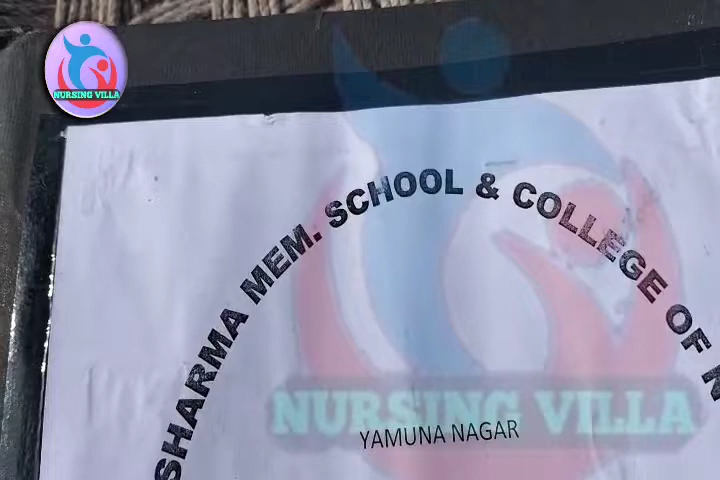 NURSING VILLA
SHARMA MEM. SCHOOL & COLLEGE OF
NURSING VILLA
YAMUNA NAGAR